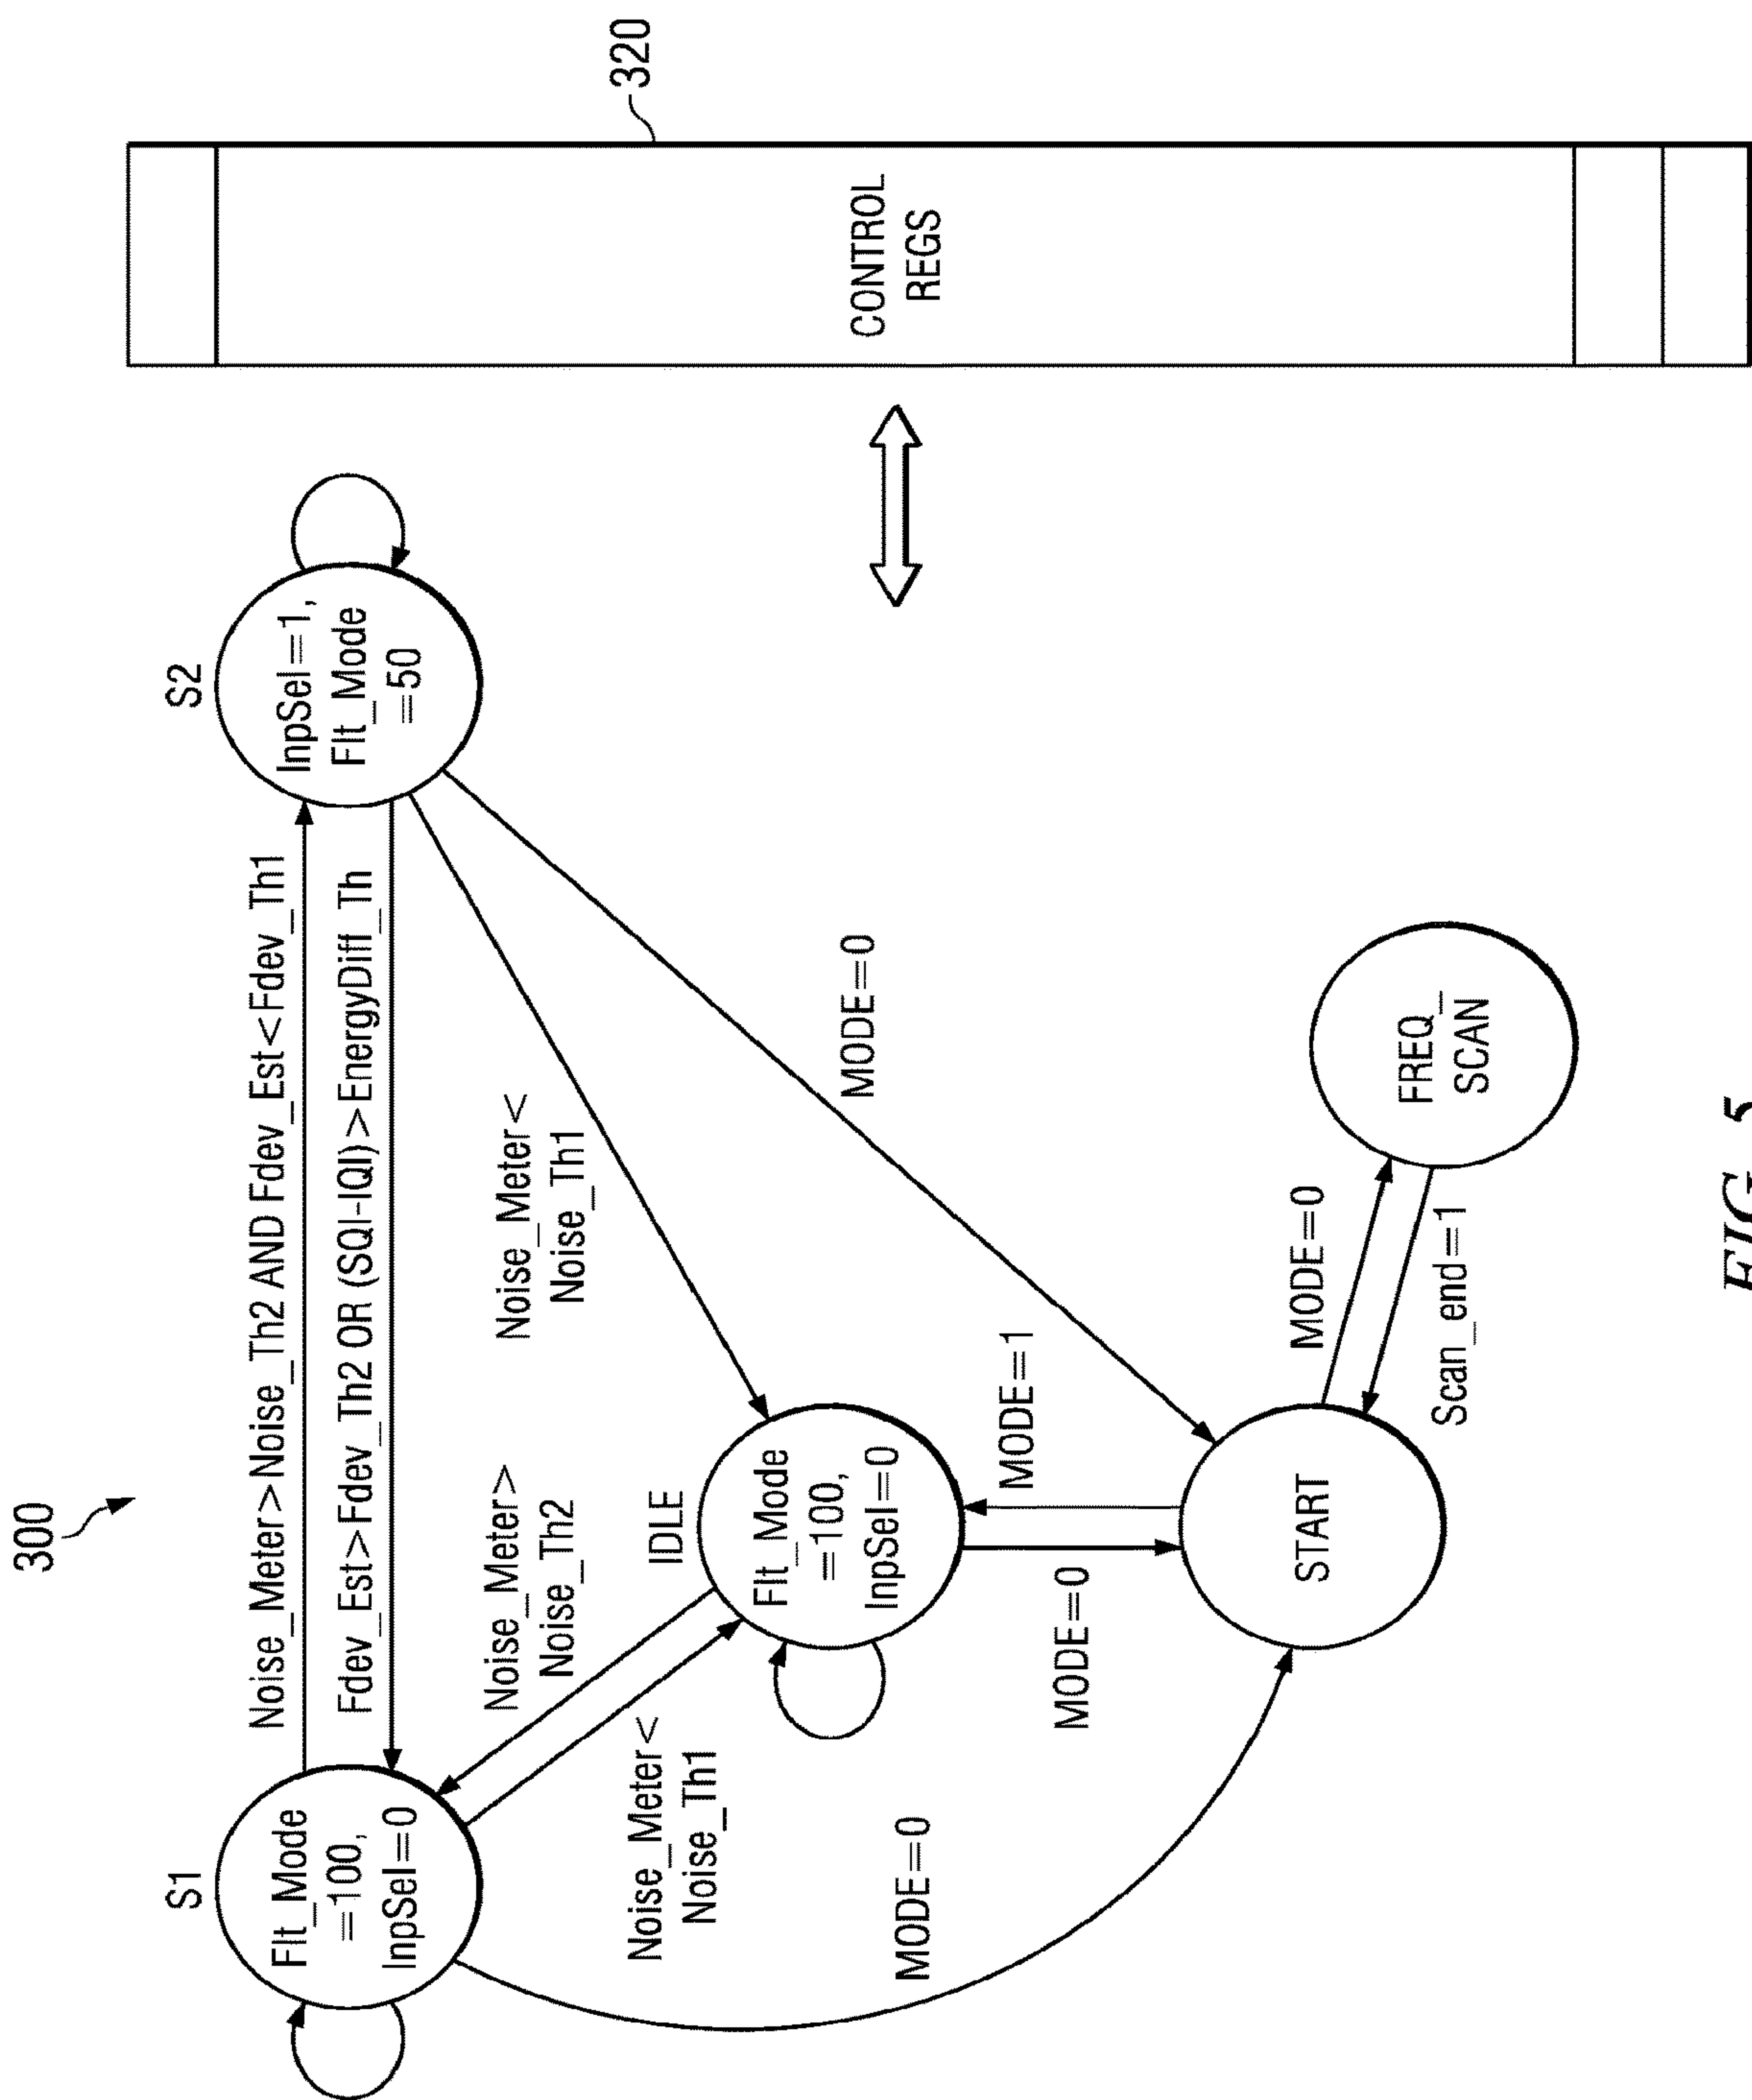 300
S1
Flt_Mode
=100,
InpSel=0
Noise_Meter>Noise_Th2 AND Fdev_Est<Fdev_Th1
Fdev_Est>Fdev_Th2 OR (SQI-IQI)>EnergyDiff_Th
S2
InpSel=1,
Flt_Mode
=50
Noise_Meter>
Noise_Th2
Noise_Meter<
Noise_Th1
Noise_Meter<
Noise_Th1
IDLE
Flt_Mode
=100,
InpSel=0
MODE=0
MODE=0
MODE=0
MODE=1
START
MODE=0
Scan_end=1
FREQ_
SCAN
CONTROL
REGS
320
FIG. 5